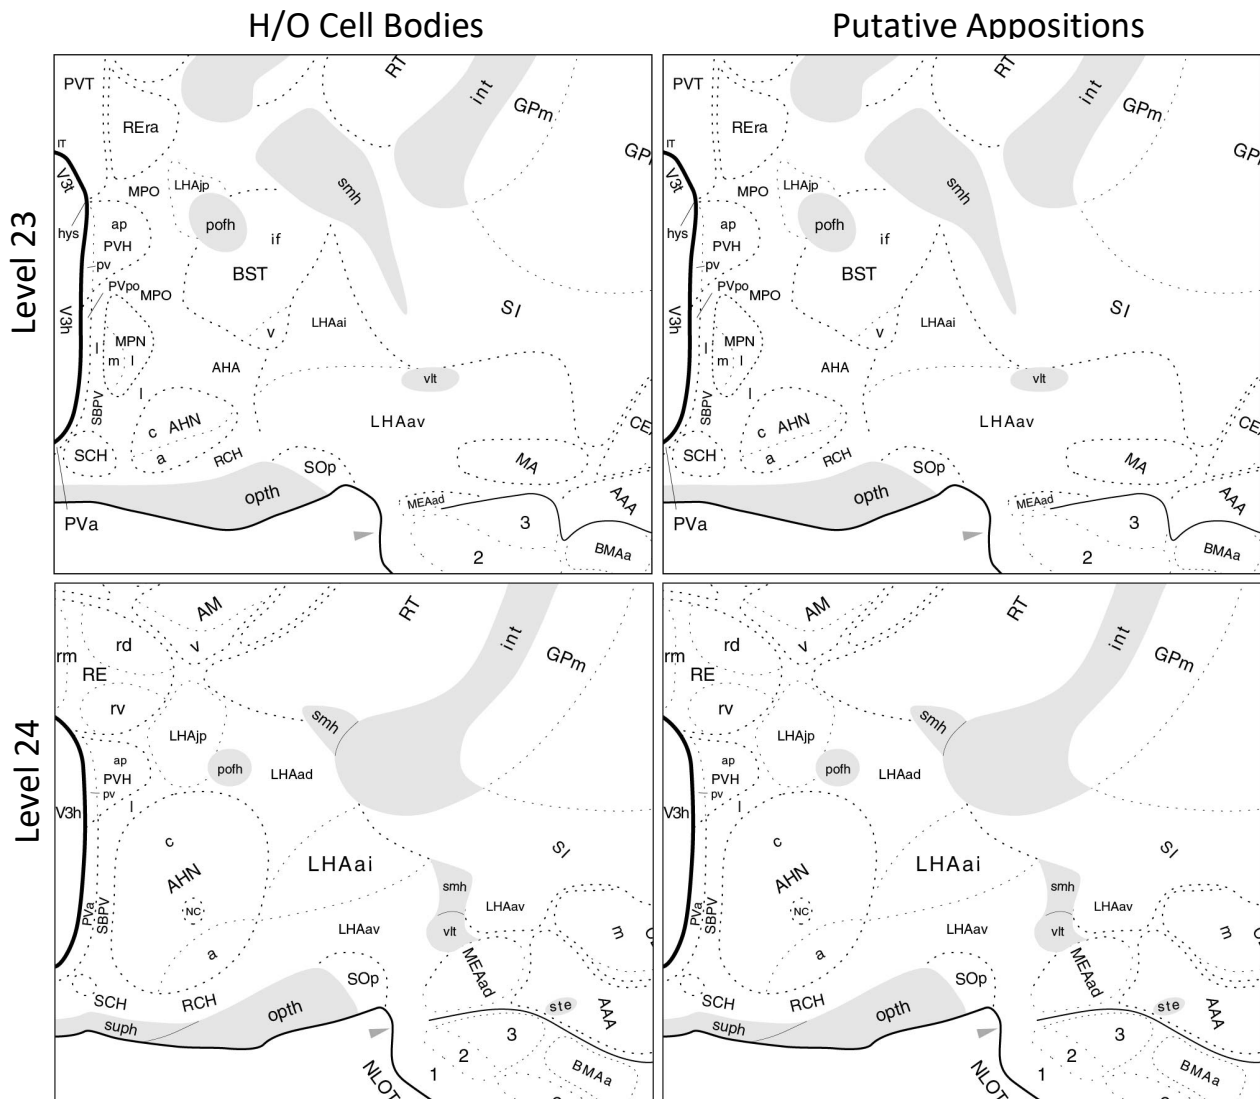 H/O Cell Bodies
Putative Appositions
Level 23
PVT
RT
int
GPm
REra
GP
IT
V3t
MPO
LHAjp
smh
hys
ap
pofh
if
PVH
pv
BST
PVpo
MPO
SI
V3h
v
LHAai
MPN
l
m
l
AHA
vlt
l
SBPV
c
AHN
LHAav
CE
SCH
a
RCH
SOp
MA
opth
MEAad
AAA
PVa
3
2
BMAa
PVT
RT
int
GPm
REra
GP
IT
V3t
MPO
LHAjp
smh
hys
ap
pofh
if
PVH
pv
BST
PVpo
MPO
SI
V3h
v
LHAai
MPN
l
m
l
AHA
vlt
l
SBPV
c
AHN
LHAav
CE
SCH
a
RCH
SOp
MA
opth
MEAad
AAA
PVa
3
2
BMAa
Level 24
AM
RT
rd
v
int
rm
RE
GPm
rv
smh
LHAjp
ap
PVH
pofh
LHAad
pv
l
V3h
c
SI
LHAai
AHN
smh
NC
LHAav
PVa
SBPV
LHAav
vlt
m
a
MEAad
SOp
SCH
RCH
suph
opth
ste
AAA
3
2
NLOT
1
BMAa
AM
RT
rd
v
int
rm
RE
GPm
rv
smh
LHAjp
ap
PVH
pofh
LHAad
pv
l
V3h
c
SI
LHAai
AHN
smh
NC
LHAav
PVa
SBPV
LHAav
vlt
m
a
MEAad
SOp
SCH
RCH
suph
opth
ste
AAA
3
2
NLOT
1
BMAa